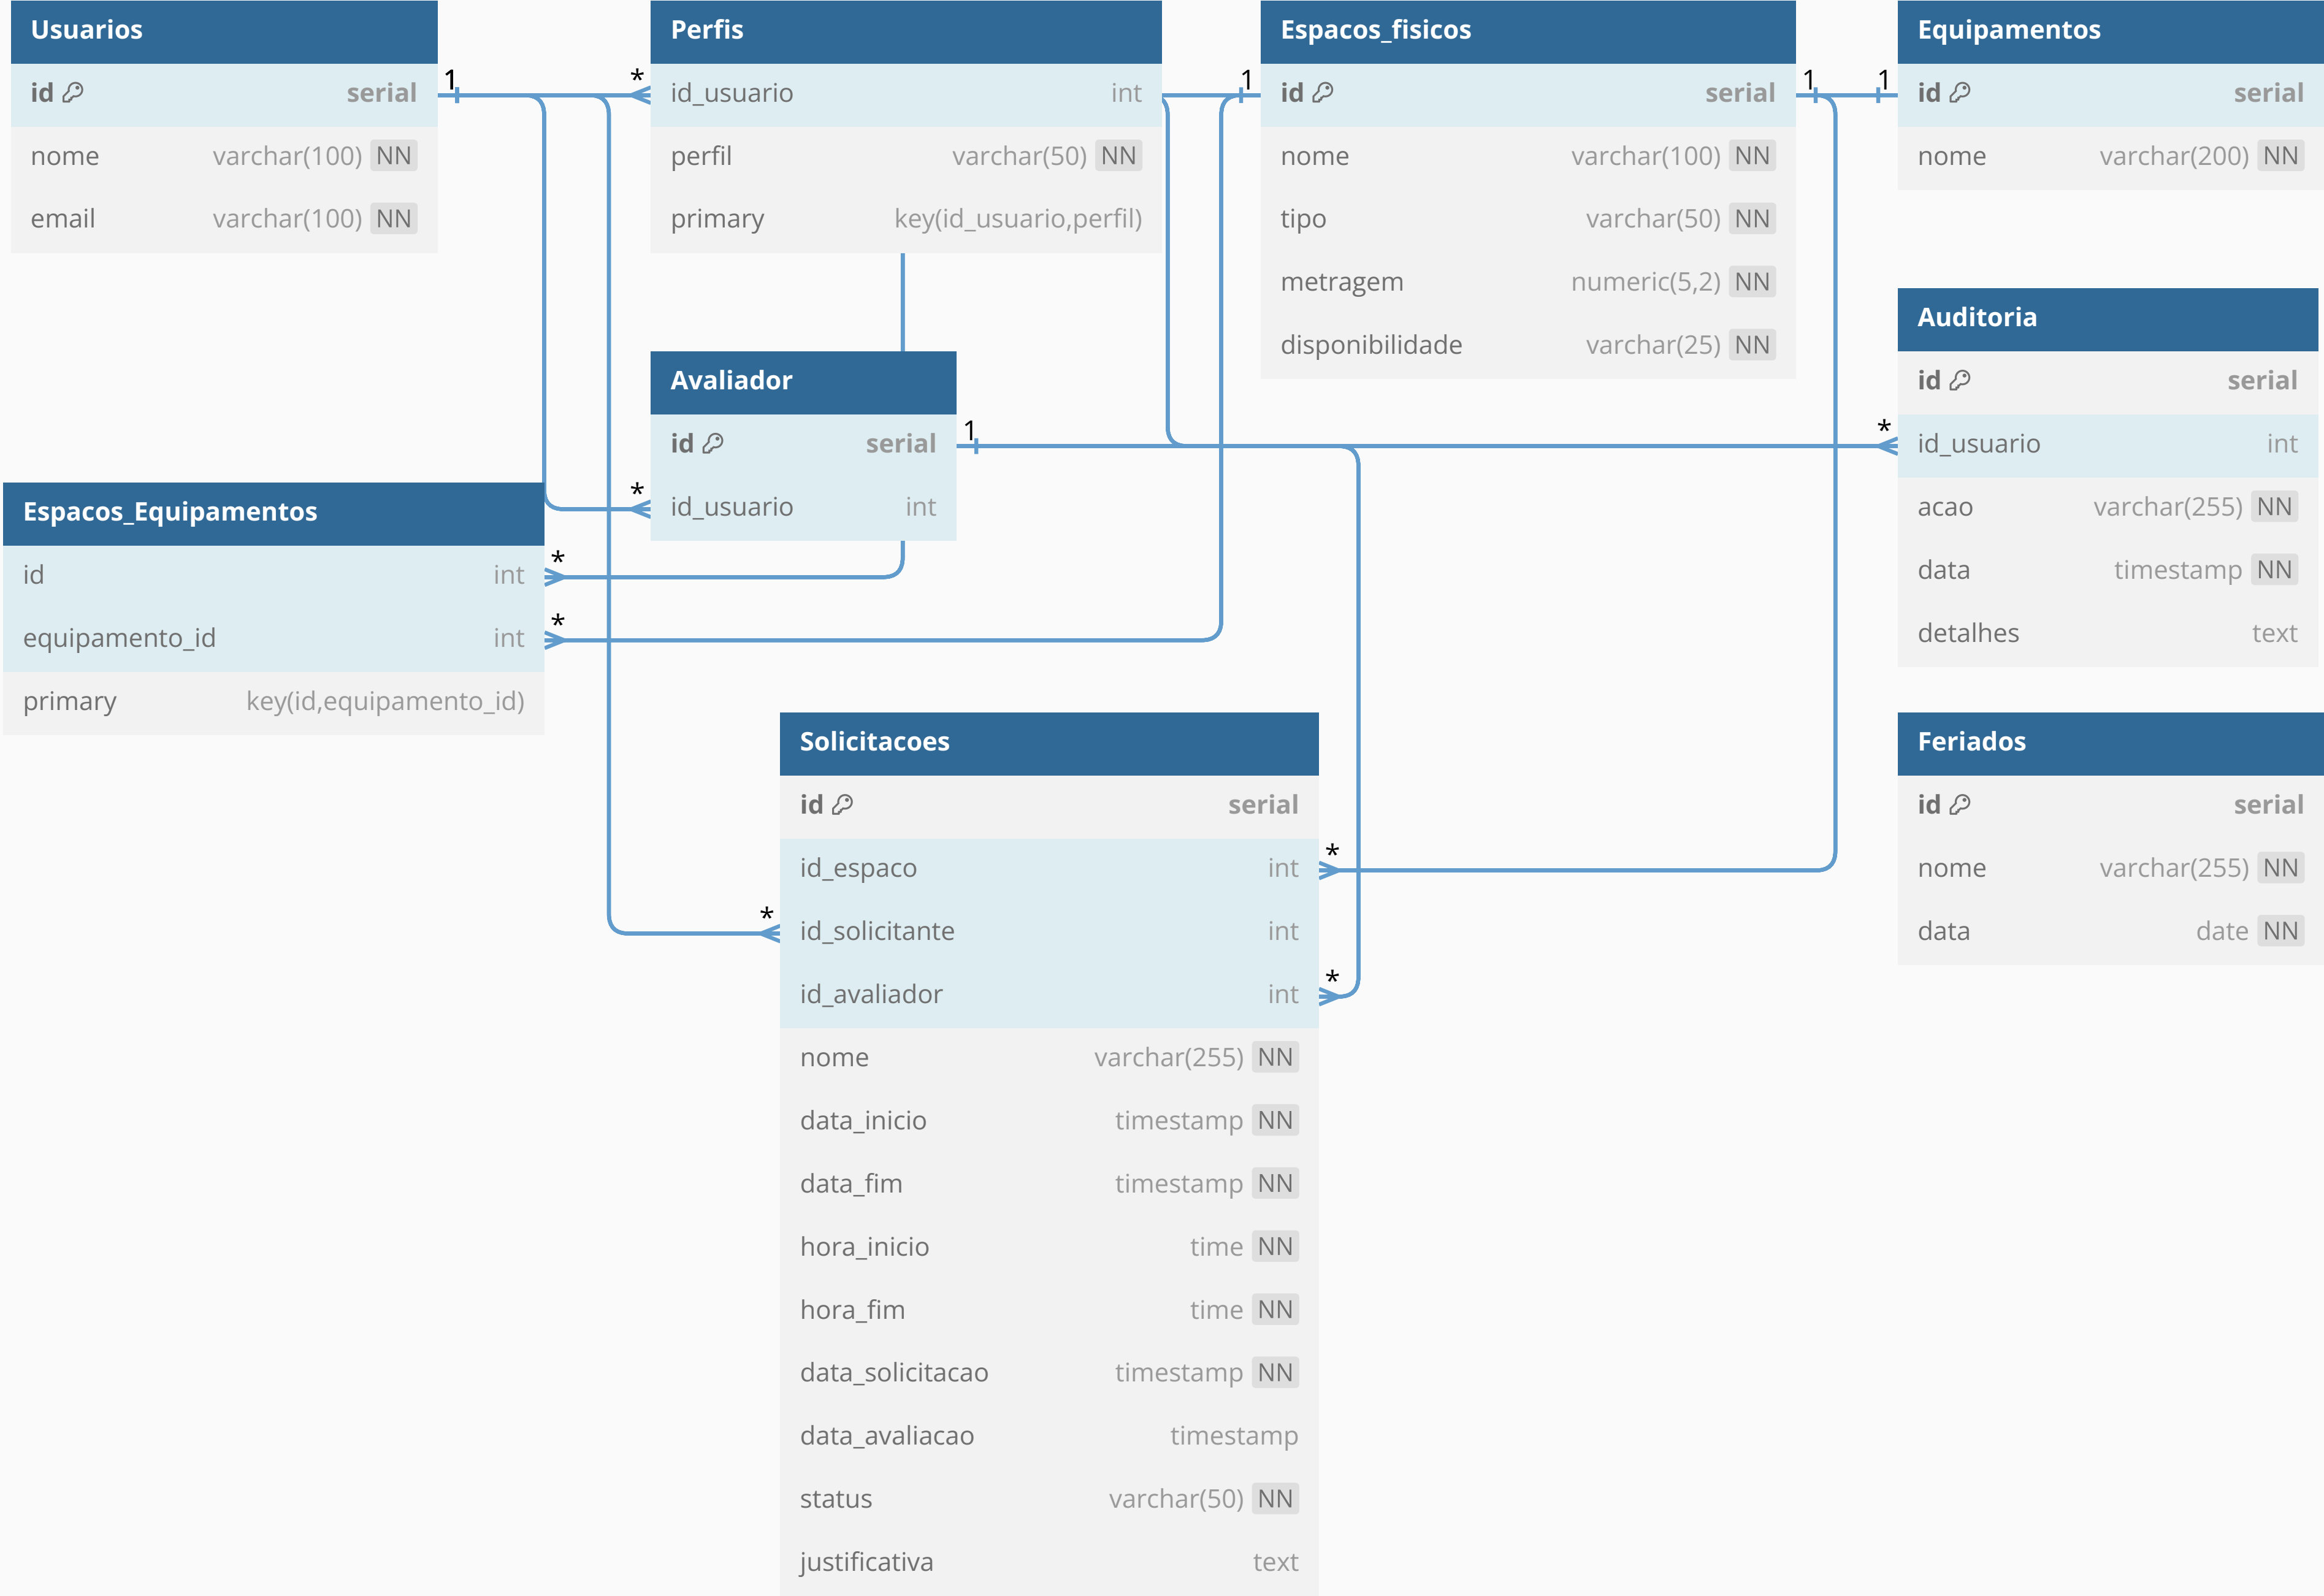 Usuarios
id serial
nome varchar(100) NN
email varchar(100) NN
1
*
Perfis
id_usuario int
perfil varchar(50) NN
primary key(id_usuario,perfil)
1
Espacos_fisicos
id serial
nome varchar(100) NN
tipo varchar(50) NN
metragem numeric(5,2) NN
disponibilidade varchar(25) NN
1
1
Equipamentos
id serial
nome varchar(200) NN
Avaliador
id serial
id_usuario int
1
*
*
Auditoria
id serial
id_usuario int
acao varchar(255) NN
data timestamp NN
detalhes text
Espacos_Equipamentos
id int
equipamento_id int
primary key(id,equipamento_id)
*
*
Solicitacoes
id serial
id_espaco int
id_solicitante int
id_avaliador int
nome varchar(255) NN
data_inicio timestamp NN
data_fim timestamp NN
hora_inicio time NN
hora_fim time NN
data_solicitacao timestamp NN
data_avaliacao timestamp
status varchar(50) NN
justificativa text
*
*
*
Feriados
id serial
nome varchar(255) NN
data date NN